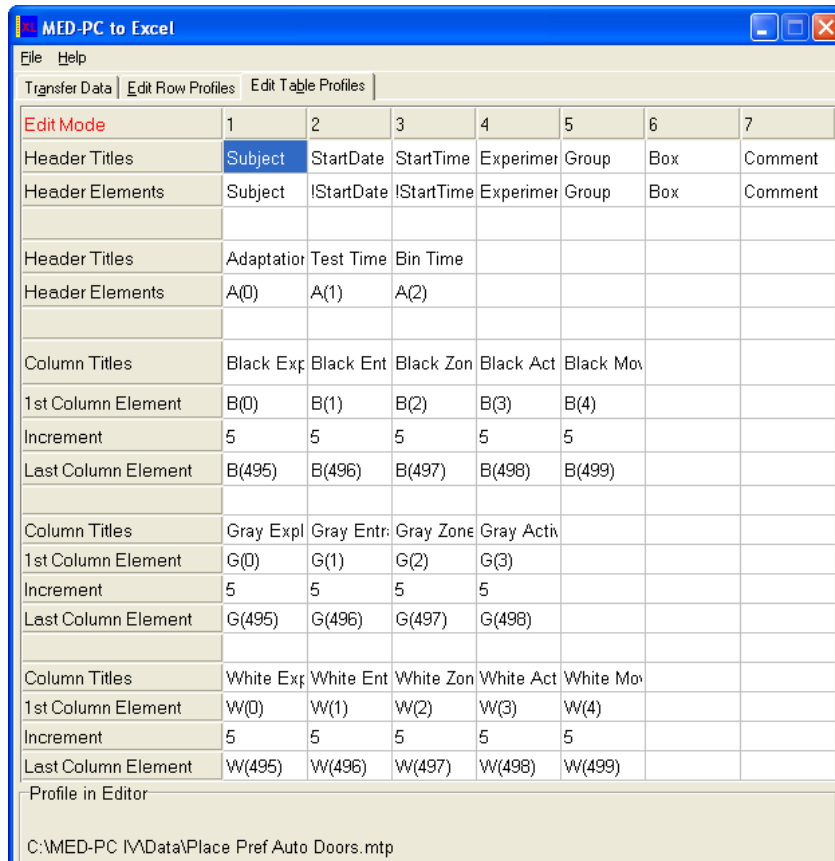 XL MED-PC to Excel
File Help
Transfer Data Edit Row Profiles Edit Table Profiles
Edit Mode 1 2 3 4 5 6 7
Header Titles Subject StartDate StartTime Experimer Group Box Comment
Header Elements Subject !StartDate !StartTime Experimer Group Box Comment
Header Titles Adaptation Test Time Bin Time
Header Elements A(0) A(1) A(2)
Column Titles Black Exp Black Ent Black Zon Black Act Black Mov
1st Column Element B(0) B(1) B(2) B(3) B(4)
Increment 5 5 5 5 5
Last Column Element B(495) B(496) B(497) B(498) B(499)
Column Titles Gray Expl Gray Entr Gray Zone Gray Activ
1st Column Element G(0) G(1) G(2) G(3)
Increment 5 5 5 5
Last Column Element G(495) G(496) G(497) G(498)
Column Titles White Exp White Ent White Zon White Act White Mov
1st Column Element W(0) W(1) W(2) W(3) W(4)
Increment 5 5 5 5 5
Last Column Element W(495) W(496) W(497) W(498) W(499)
Profile in Editor
C:\MED-PC IV\Data\Place Pref Auto Doors.mtp